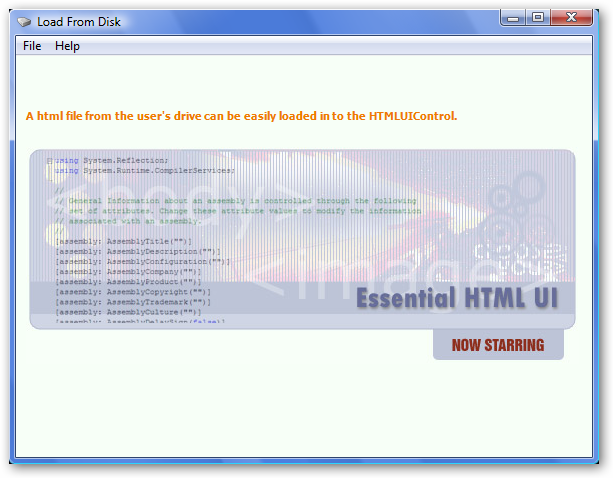 Load From Disk
File Help
A html file from the user's drive can be easily loaded in to the HTMLUIControl.
using System.Reflection;
using System.Runtime.CompilerServices;
//
// General Information about an assembly is controlled through the following
// set of attributes. Change these attribute values to modify the information
// associated with an assembly.
//
[assembly: AssemblyTitle("")]
[assembly: AssemblyDescription("")]
[assembly: AssemblyConfiguration("")]
[assembly: AssemblyCompany("")]
[assembly: AssemblyProduct("")]
[assembly: AssemblyCopyright("")]
[assembly: AssemblyTrademark("")]
[assembly: AssemblyCulture("")]
[assembly: AssemblyDelaySign(false)]
<body>
<image>
Essential HTML UI
NOW STARRING